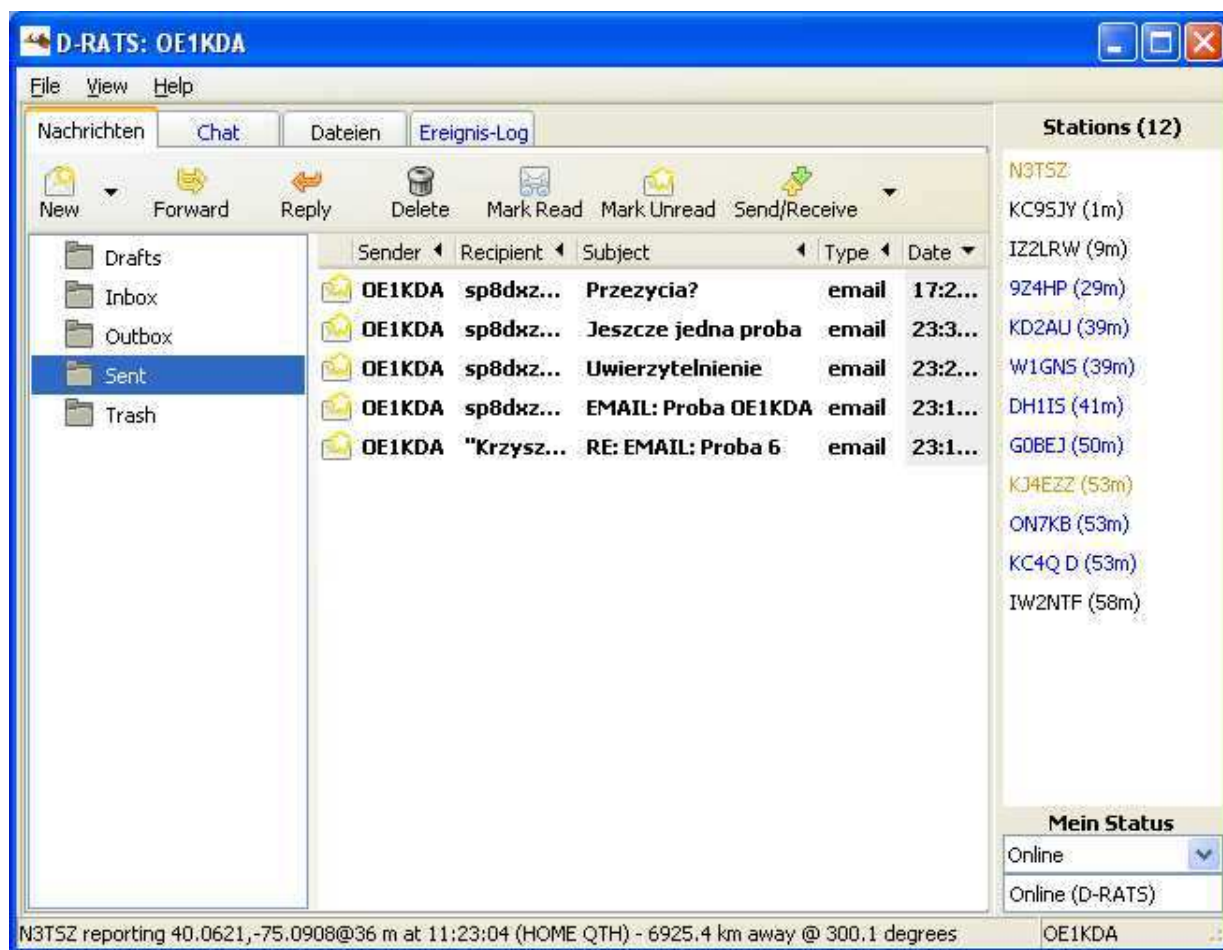 D-RATS: OE1KDA
File View Help
Nachrichten Chat Dateien Ereignis-Log
New Forward Reply Delete Mark Read Mark Unread Send/Receive
Drafts
Inbox
Outbox
Sent
Trash
Sender Recipient Subject Type Date
OE1KDA sp8dxz... Przezycia? email 17:2...
OE1KDA sp8dxz... Jeszcze jedna proba email 23:3...
OE1KDA sp8dxz... Uwierzytelnienie email 23:2...
OE1KDA sp8dxz... EMAIL: Proba OE1KDA email 23:1...
OE1KDA "Krzysz... RE: EMAIL: Proba 6 email 23:1...
Stations (12)
N3TSZ
KC9SJY (1m)
IZ2LRW (9m)
9Z4HP (29m)
KD2AU (39m)
W1GNS (39m)
DH1IS (41m)
G0BEJ (50m)
KJ4EZZ (53m)
ON7KB (53m)
KC4Q D (53m)
IW2NTF (58m)
Mein Status
Online
Online (D-RATS)
N3TSZ reporting 40.0621,-75.0908@36 m at 11:23:04 (HOME QTH) - 6925.4 km away @ 300.1 degrees OE1KDA